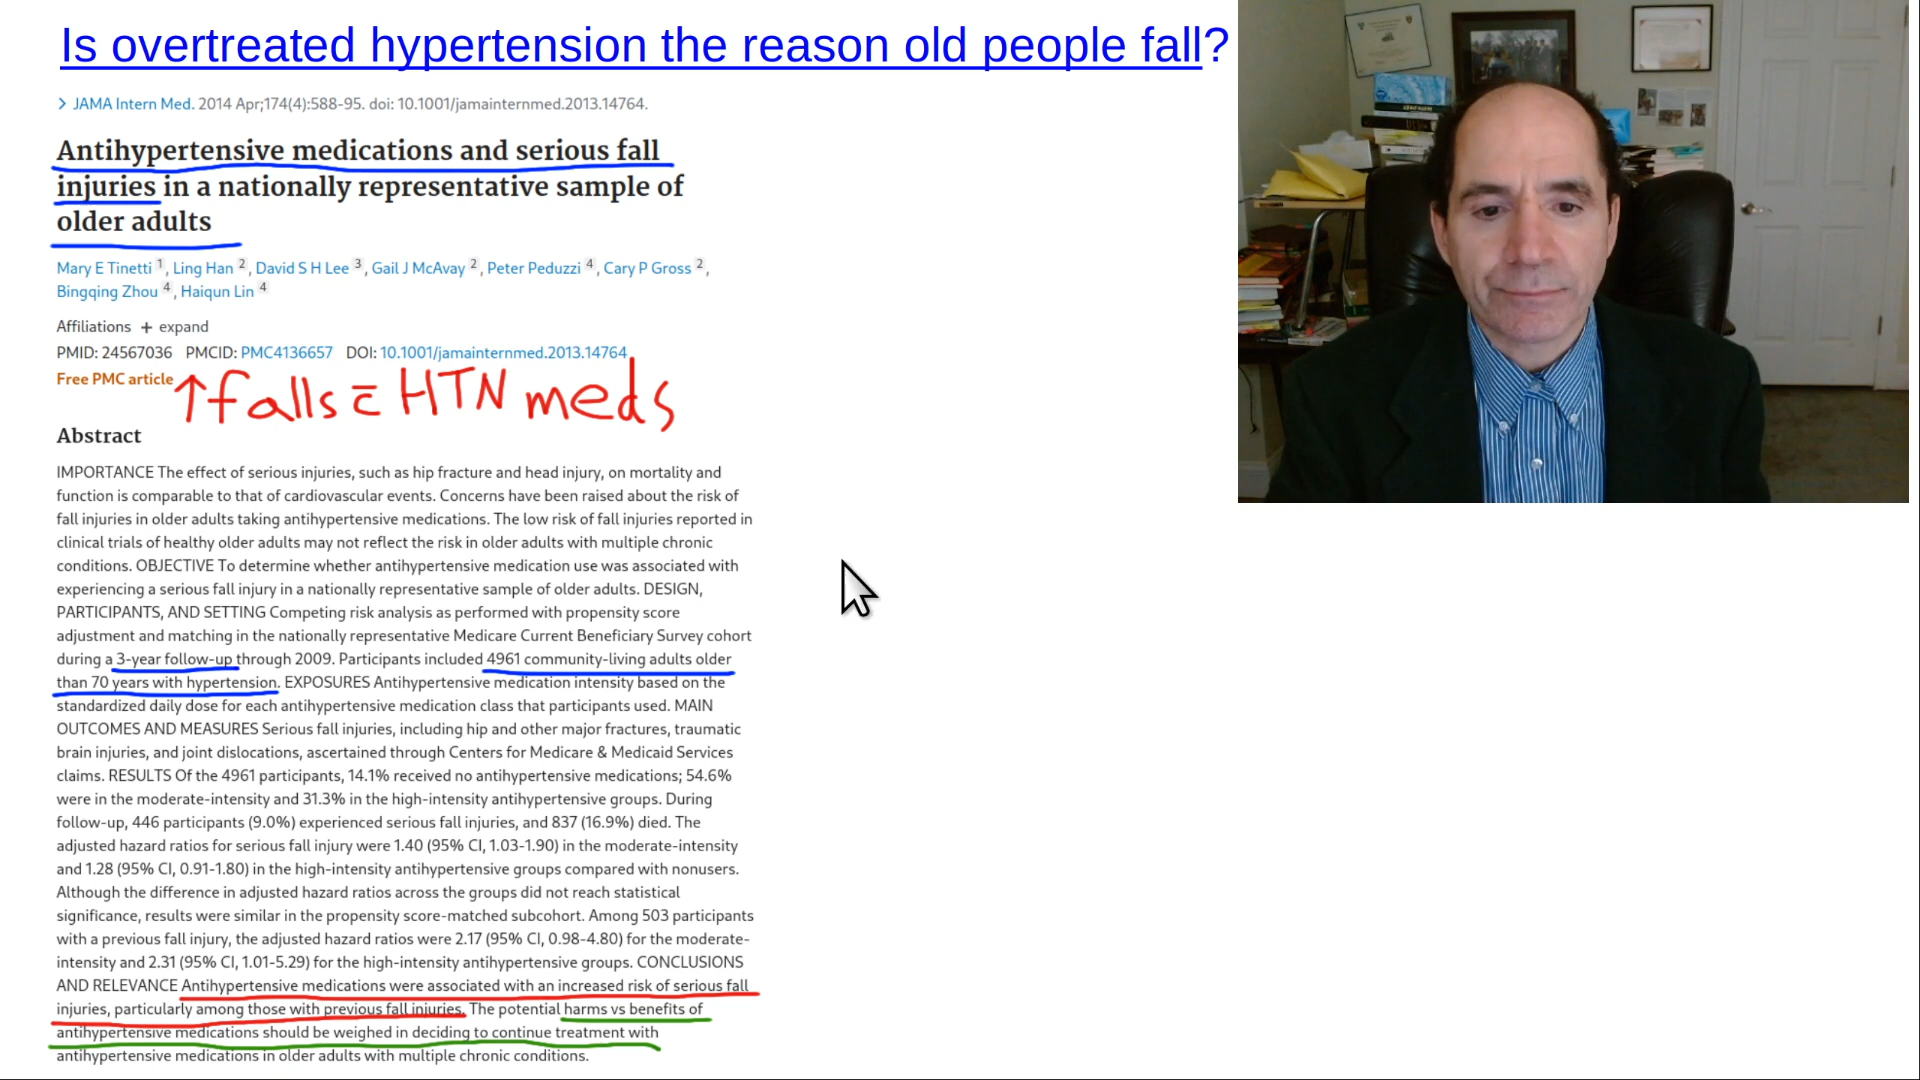 Is overtreated hypertension the reason old people fall?
> JAMA Intern Med. 2014 Apr;174(4):588-95. doi: 10.1001/jamainternmed.2013.14764.
Antihypertensive medications and serious fall
injuries in a nationally representative sample of
older adults
Mary E Tinetti 1, Ling Han 2, David S H Lee 3, Gail J McAvay 2, Peter Peduzzi 4, Cary P Gross 2,
Bingqing Zhou 4, Haiqun Lin 4
Affiliations + expand
PMID: 24567036 PMCID: PMC4136657 DOI: 10.1001/jamainternmed.2013.14764
Free PMC article
↑falls c̄ HTN meds
Abstract
IMPORTANCE The effect of serious injuries, such as hip fracture and head injury, on mortality and
function is comparable to that of cardiovascular events. Concerns have been raised about the risk of
fall injuries in older adults taking antihypertensive medications. The low risk of fall injuries reported in
clinical trials of healthy older adults may not reflect the risk in older adults with multiple chronic
conditions. OBJECTIVE To determine whether antihypertensive medication use was associated with
experiencing a serious fall injury in a nationally representative sample of older adults. DESIGN,
PARTICIPANTS, AND SETTING Competing risk analysis as performed with propensity score
adjustment and matching in the nationally representative Medicare Current Beneficiary Survey cohort
during a 3-year follow-up through 2009. Participants included 4961 community-living adults older
than 70 years with hypertension. EXPOSURES Antihypertensive medication intensity based on the
standardized daily dose for each antihypertensive medication class that participants used. MAIN
OUTCOMES AND MEASURES Serious fall injuries, including hip and other major fractures, traumatic
brain injuries, and joint dislocations, ascertained through Centers for Medicare & Medicaid Services
claims. RESULTS Of the 4961 participants, 14.1% received no antihypertensive medications; 54.6%
were in the moderate-intensity and 31.3% in the high-intensity antihypertensive groups. During
follow-up, 446 participants (9.0%) experienced serious fall injuries, and 837 (16.9%) died. The
adjusted hazard ratios for serious fall injury were 1.40 (95% CI, 1.03-1.90) in the moderate-intensity
and 1.28 (95% CI, 0.91-1.80) in the high-intensity antihypertensive groups compared with nonusers.
Although the difference in adjusted hazard ratios across the groups did not reach statistical
significance, results were similar in the propensity score-matched subcohort. Among 503 participants
with a previous fall injury, the adjusted hazard ratios were 2.17 (95% CI, 0.98-4.80) for the moderate-
intensity and 2.31 (95% CI, 1.01-5.29) for the high-intensity antihypertensive groups. CONCLUSIONS
AND RELEVANCE Antihypertensive medications were associated with an increased risk of serious fall
injuries, particularly among those with previous fall injuries. The potential harms vs benefits of
antihypertensive medications should be weighed in deciding to continue treatment with
antihypertensive medications in older adults with multiple chronic conditions.